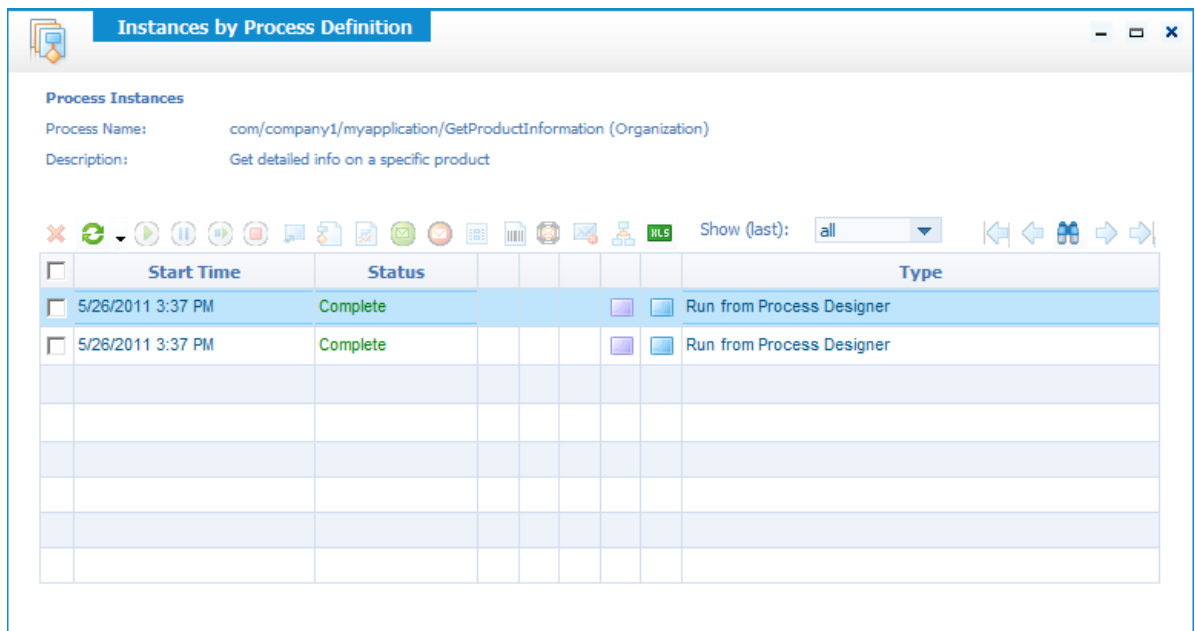 Instances by Process Definition
Process Instances
Process Name: com/company1/myapplication/GetProductInformation (Organization)
Description: Get detailed info on a specific product
XLS Show (last): all
Start Time Status Type
5/26/2011 3:37 PM Complete Run from Process Designer
5/26/2011 3:37 PM Complete Run from Process Designer